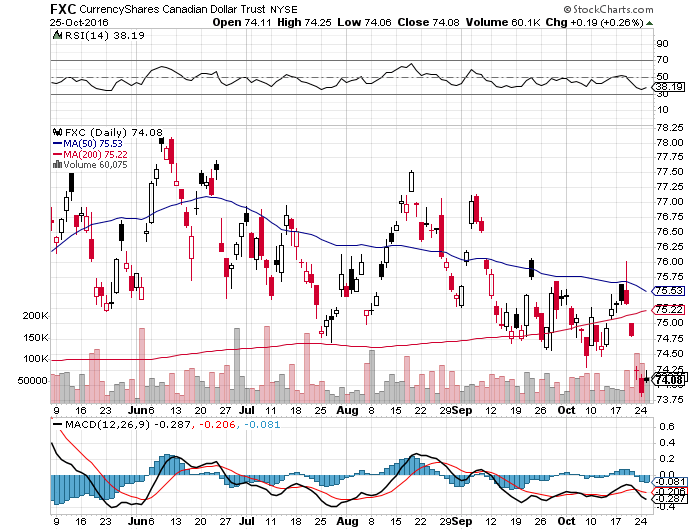 FXC CurrencyShares Canadian Dollar Trust NYSE © StockCharts.com
25-Oct-2016 Open 74.11 High 74.25 Low 74.06 Close 74.08 Volume 60.1K Chg +0.19 (+0.26%)
RSI(14) 38.19
90
70
50
38.19
30
10
FXC (Daily) 74.08
MA(50) 75.53
MA(200) 75.22
Volume 60,075
78.25
78.00
77.75
77.50
77.25
77.00
76.75
76.50
76.25
76.00
75.75
75.53
75.22
75.00
74.75
74.50
74.25
74.08
73.75
200K
150K
100K
50000
9 16 23 Jun 6 13 20 Jul 11 18 25 Aug 8 15 22 29 Sep 12 19 26 Oct 10 17 24
MACD(12,26,9) -0.287, -0.206, -0.081
0.6
0.4
0.2
0.0
-0.081
-0.206
-0.287
9 16 23 Jun 6 13 20 Jul 11 18 25 Aug 8 15 22 29 Sep 12 19 26 Oct 10 17 24